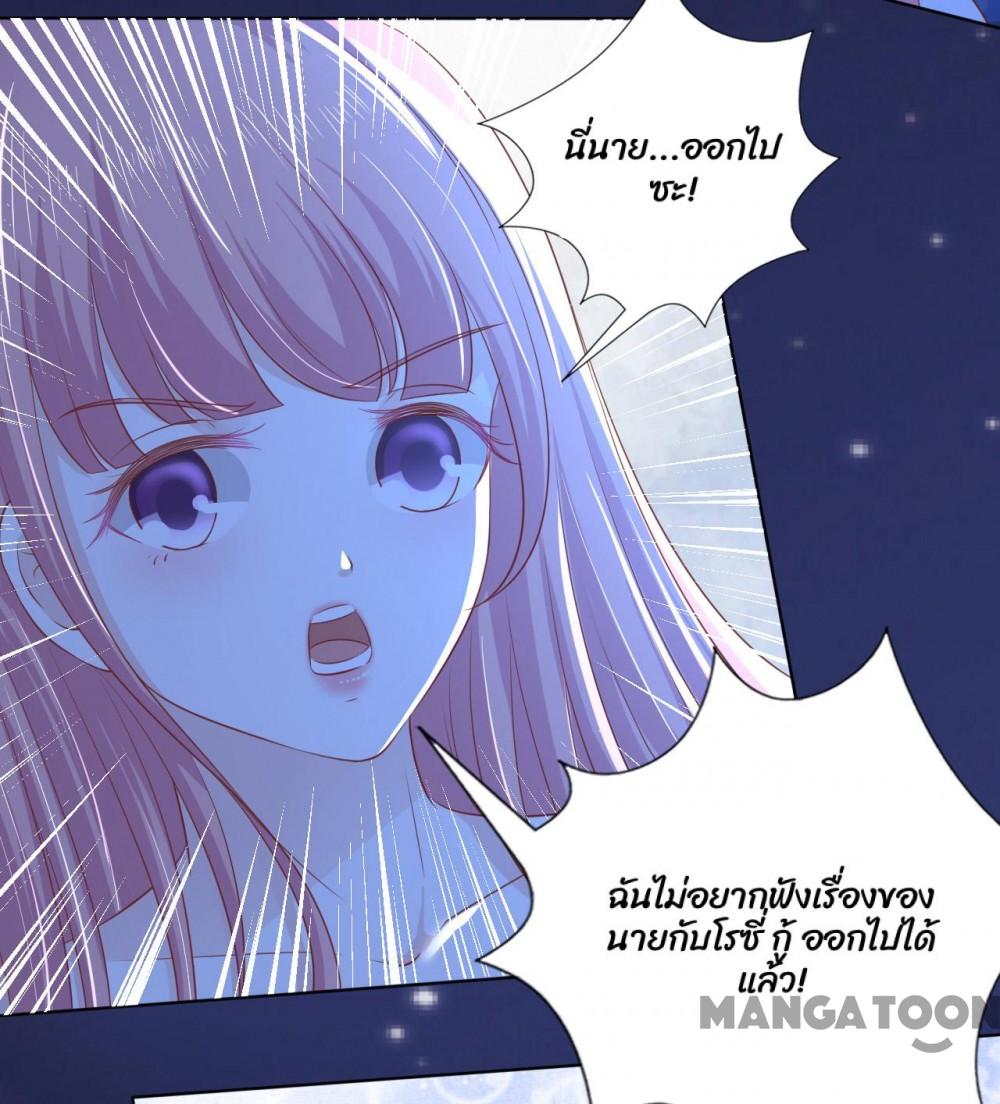 นี่นาย...ออกไป
ซะ!
ฉันไม่อยากฟังเรื่องของ
นายกับโรซี่ กู้ ออกไปได้
แล้ว!
MANGATOON